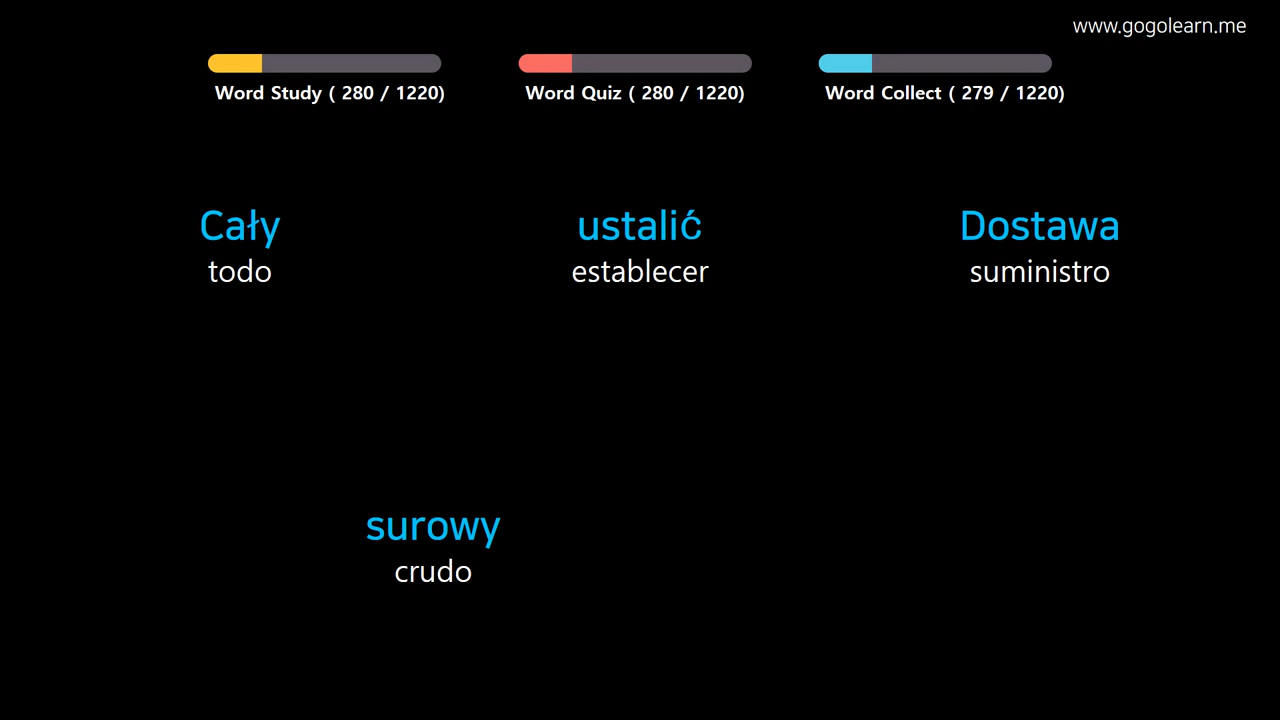 www.gogolearn.me
Word Study ( 280 / 1220)
Word Quiz ( 280 / 1220)
Word Collect ( 279 / 1220)
Cały
todo
ustalić
establecer
Dostawa
suministro
surowy
crudo